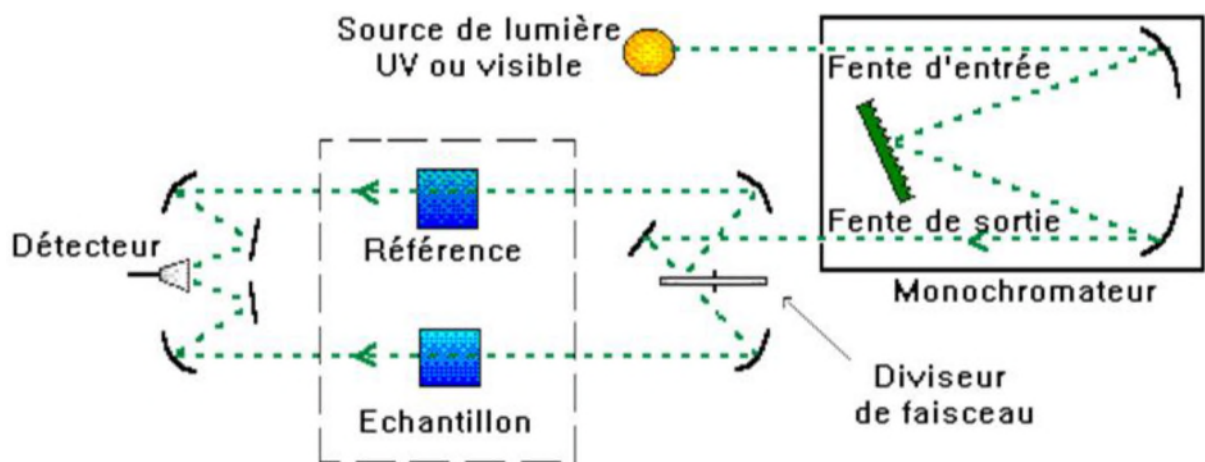 Source de lumière
UV ou visible
Fente d'entrée
Fente de sortie
Monochromateur
Détecteur
Référence
Echantillon
Diviseur
de faisceau